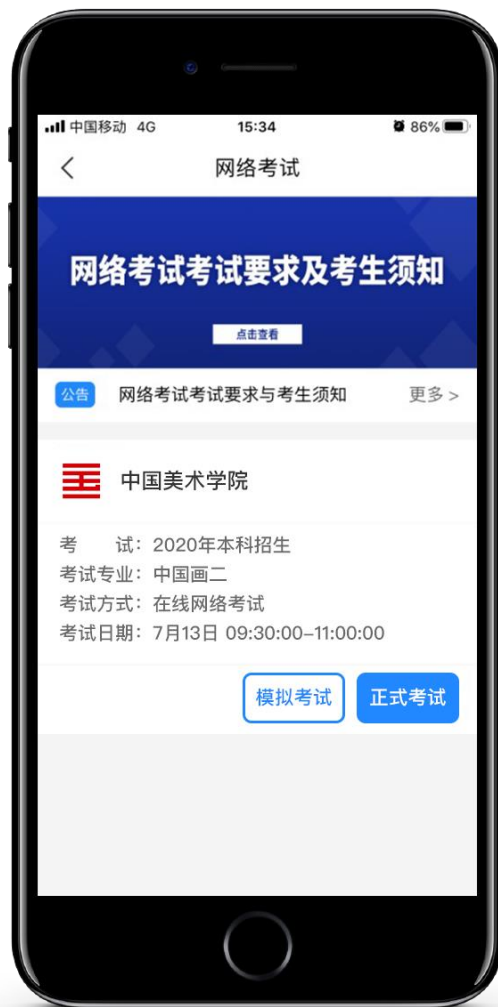 中国移动 4G 15:34 86%
网络考试
网络考试考试要求及考生须知
点击查看
公告 网络考试考试要求与考生须知 更多 >
中国美术学院
考 试：2020年本科招生
考试专业：中国画二
考试方式：在线网络考试
考试日期：7月13日 09:30:00–11:00:00
模拟考试 正式考试